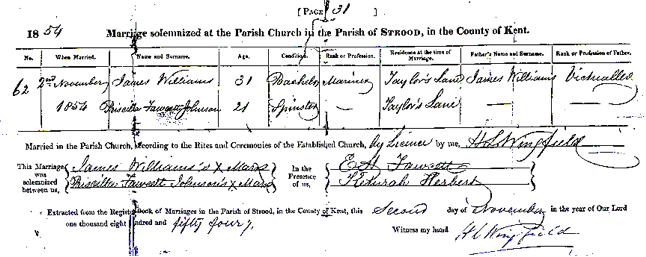 [PAGE 31
1854 Marriage solemnized at the Parish Church in the Parish of STROOD, in the County of Kent.
No. When Married. Name and Surname. Age. Condition. Rank or Profession. Residence at the time of Marriage. Father's Name and Surname. Rank or Profession of Father.
62 2nd November James Williams 31 Bachelor Mariner Taylor's Lane James Williams Victualler
1854 Priscilla Fawcett Johnson 21 Spinster — Taylor's Lane — —
Married in the Parish Church, according to the Rites and Ceremonies of the Established Church, by Licence by me, H L Wingfield
This Marriage was solemnized between us, James Williams's X Mark In the Presence of us, E A Fawcett
Priscilla Fawcett Johnson's X Mark Keturah Herbert
Extracted from the Register Book of Marriages in the Parish of STROOD, in the County of Kent, this Second day of November in the year of Our Lord
one thousand eight hundred and fifty four. Witness my hand H L Wingfield